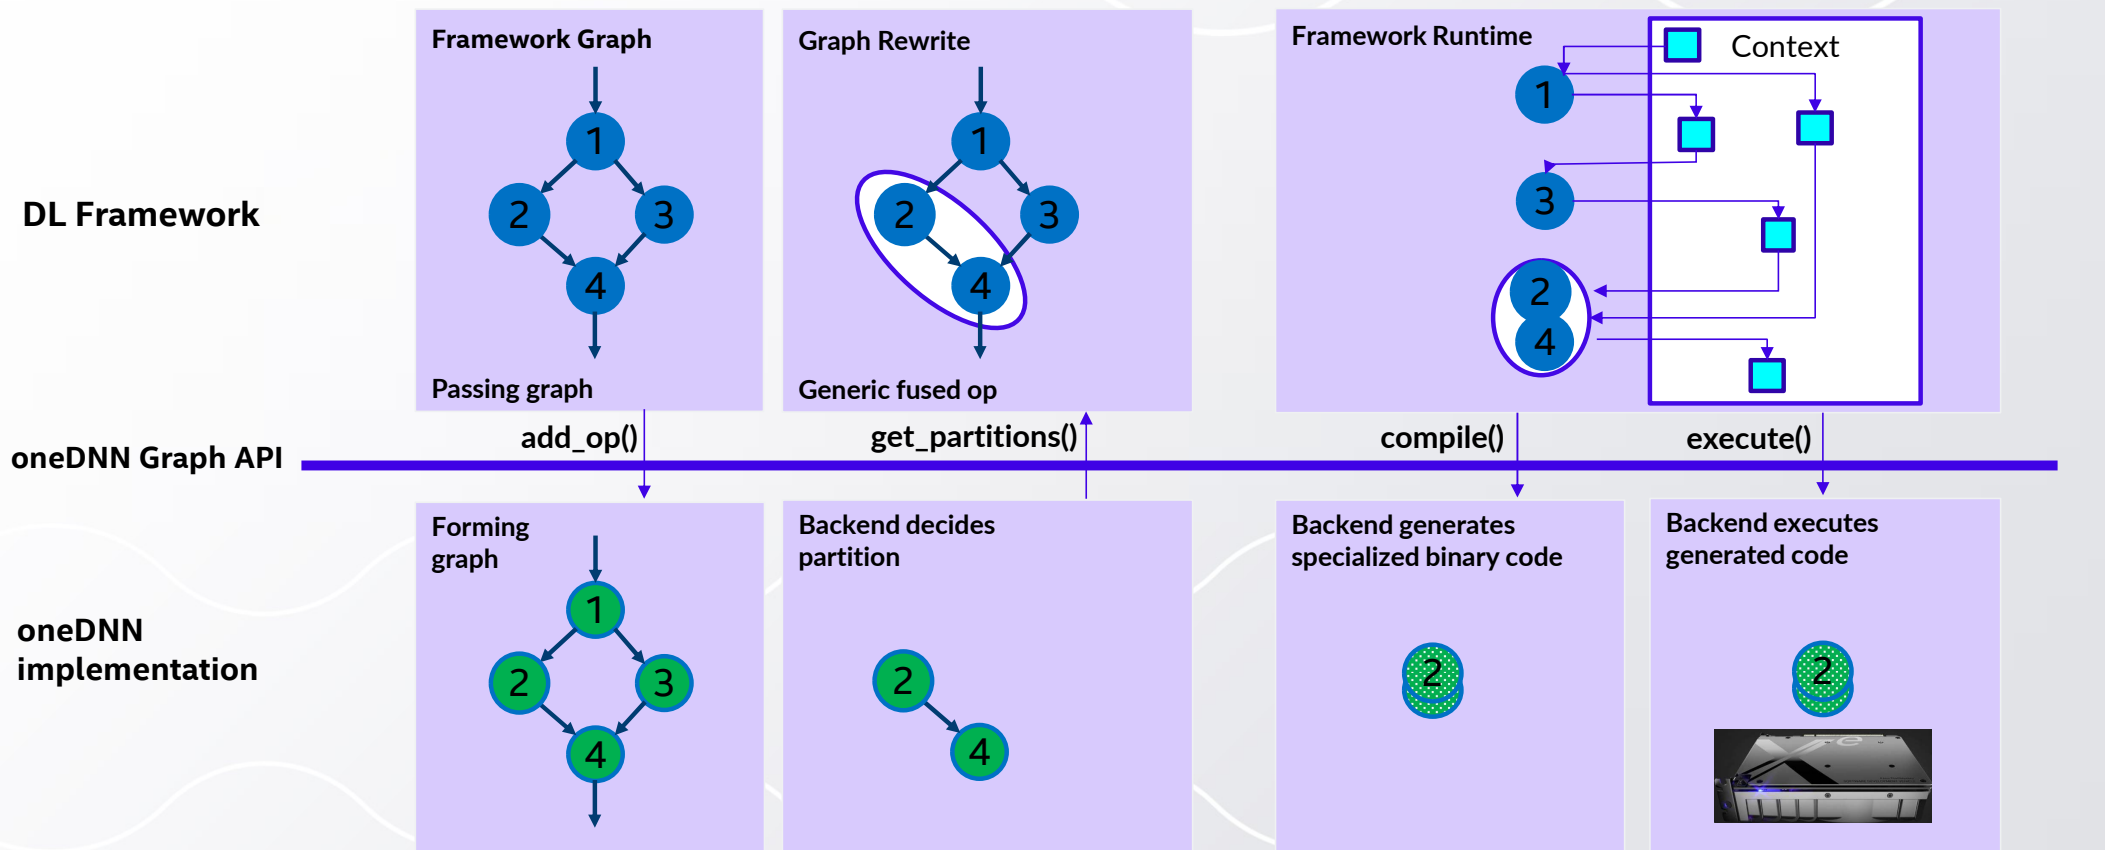 Framework Graph
1
2
3
4
Passing graph
Graph Rewrite
1
2
3
4
Generic fused op
Framework Runtime
Context
1
3
2
4
DL Framework
add_op()
get_partitions()
compile()
execute()
oneDNN Graph API
Forming
graph
1
2
3
4
Backend decides
partition
2
4
Backend generates
specialized binary code
2
Backend executes
generated code
2
oneDNN
implementation